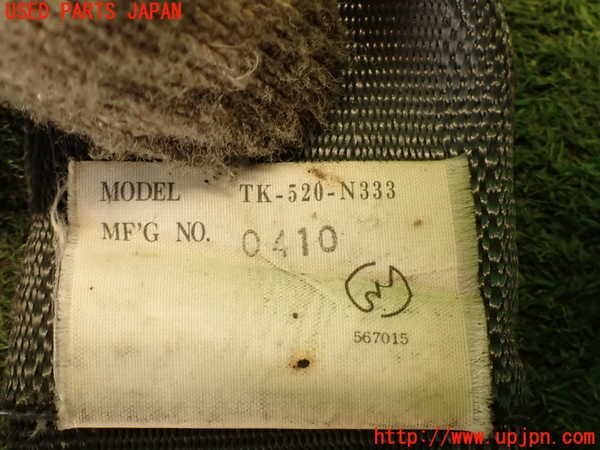 USED PARTS JAPAN
MODEL TK-520-N333
MF'G NO. 0410
567015
http://www.upjpn.com/